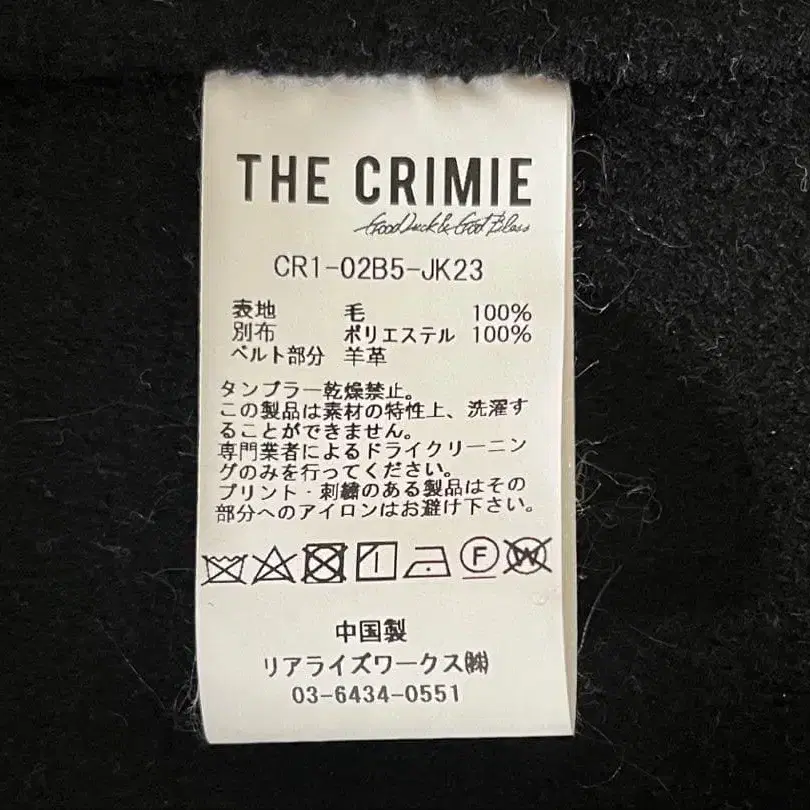 THE CRIMIE
Good Luck & God Bless
CR1-02B5-JK23
表地 毛 100%
別布 ポリエステル 100%
ベルト部分 羊革
タンブラー乾燥禁止。
この製品は素材の特性上、洗濯す
ることができません。
専門業者によるドライクリーニン
グのみを行ってください。
プリント・刺繍のある製品はその
部分へのアイロンはお避け下さい。
F W
中国製
リアライズワークス㈱
03-6434-0551